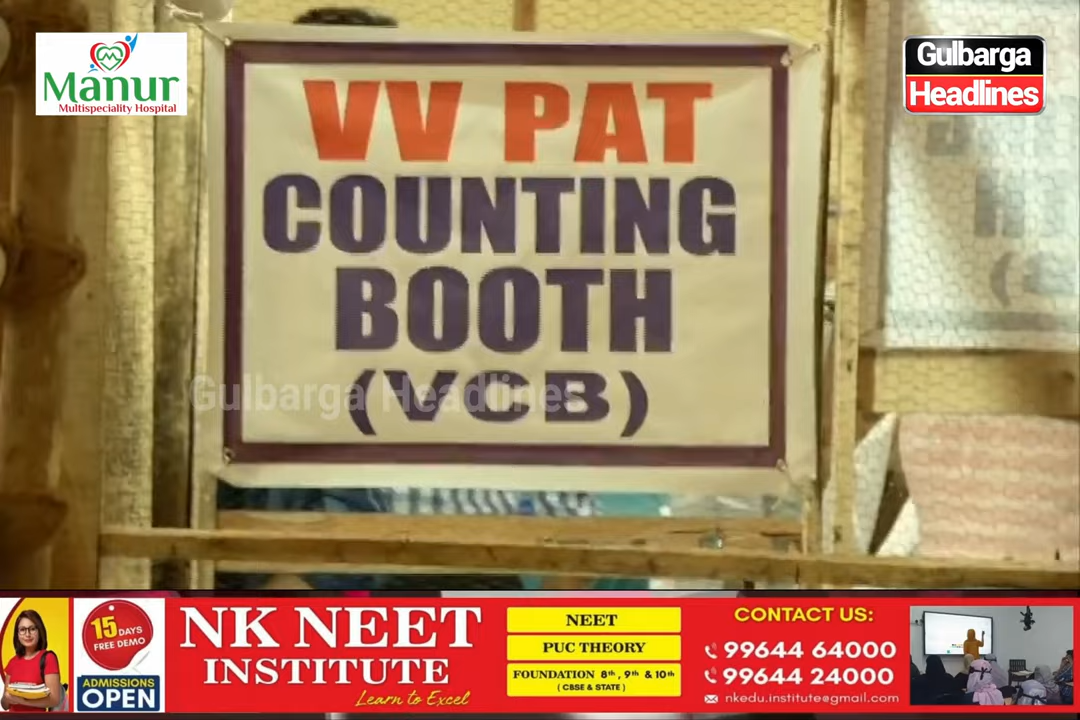 Manur
Multispeciality Hospital
Gulbarga
Headlines
VV PAT
COUNTING
BOOTH
(VCB)
Gulbarga Headlines
15 DAYS
FREE DEMO
ADMISSIONS
OPEN
NK NEET
INSTITUTE
Learn to Excel
NEET
PUC THEORY
FOUNDATION 8th, 9th & 10th
( CBSE & STATE )
CONTACT US:
99644 64000
99644 24000
nkedu.institute@gmail.com